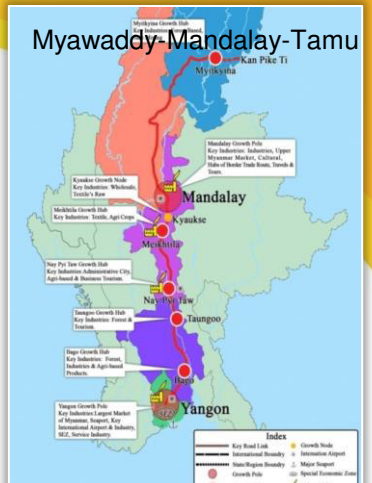 Myitkyina Growth Hub
Myawaddy-Mandalay-Tamu
Kan Pike Ti
Myitkyina
Mandalay Growth Pole
Key Industries: Industries, Upper
Myanmar Market, Cultural,
Hubs of Border Trade Route, Travels &
Tours.
Kyaukse Growth Node
Key Industries: Wholesale,
Textile's Raw
Mandalay
Kyaukse
Meikhtila Growth Hub
Key Industries: Textile, Agri Crops
Meikhtila
Nay Pyi Taw Growth Hub
Key Industries Administrative City,
Agri-based & Business Tourism.
Nay Pyi Taw
Taungoo Growth Hub
Key Industries: Forest &
Tourism.
Taungoo
Bago Growth Hub
Key Industries: Forest,
Industries & Agri-based
Products.
Bago
Yangon Growth Pole
Key Industries:Largest Market
of Myanmar, Seaport, Key
International Airport & Industry,
SEZ, Service Industry.
SEZ
Yangon
Index
Key Road Link
Growth Node
International Boundry
Internation Airport
State/Region Boundry
Major Seaport
Growth Pole
Special Economic Zone